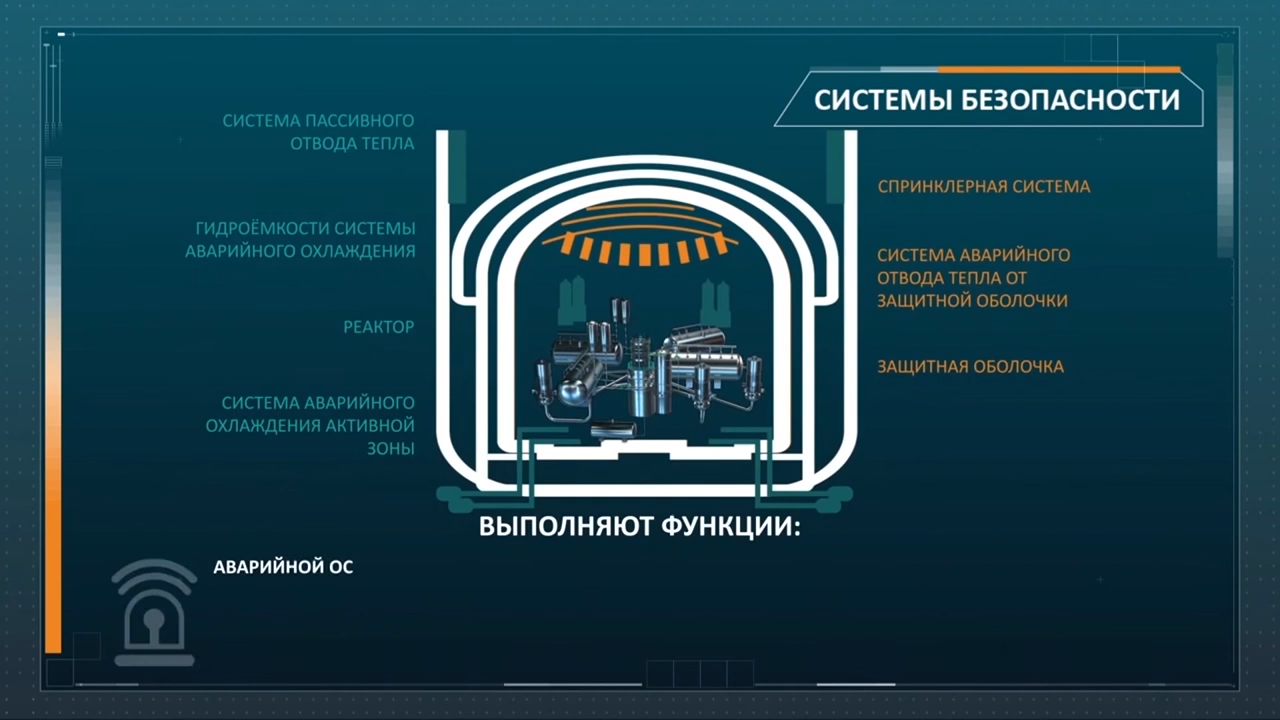 СИСТЕМЫ БЕЗОПАСНОСТИ
СИСТЕМА ПАССИВНОГО
ОТВОДА ТЕПЛА
ГИДРОЁМКОСТИ СИСТЕМЫ
АВАРИЙНОГО ОХЛАЖДЕНИЯ
РЕАКТОР
СИСТЕМА АВАРИЙНОГО
ОХЛАЖДЕНИЯ АКТИВНОЙ
ЗОНЫ
СПРИНКЛЕРНАЯ СИСТЕМА
СИСТЕМА АВАРИЙНОГО
ОТВОДА ТЕПЛА ОТ
ЗАЩИТНОЙ ОБОЛОЧКИ
ЗАЩИТНАЯ ОБОЛОЧКА
ВЫПОЛНЯЮТ ФУНКЦИИ:
АВАРИЙНОЙ ОС